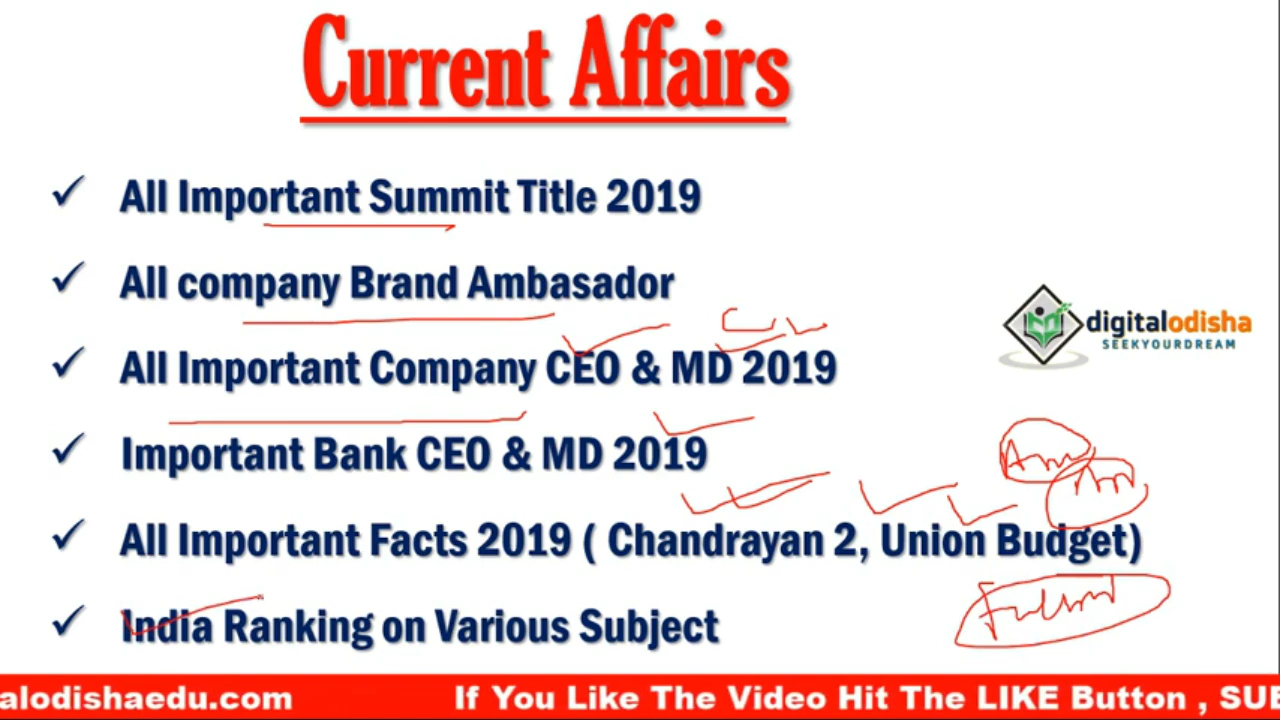 Current Affairs
✓ All Important Summit Title 2019
✓ All company Brand Ambasador
✓ All Important Company CEO & MD 2019
✓ Important Bank CEO & MD 2019
✓ All Important Facts 2019 ( Chandrayan 2, Union Budget)
✓ India Ranking on Various Subject
digitalodisha
SEEKYOURDREAM
alodishaedu.com If You Like The Video Hit The LIKE Button , SUB